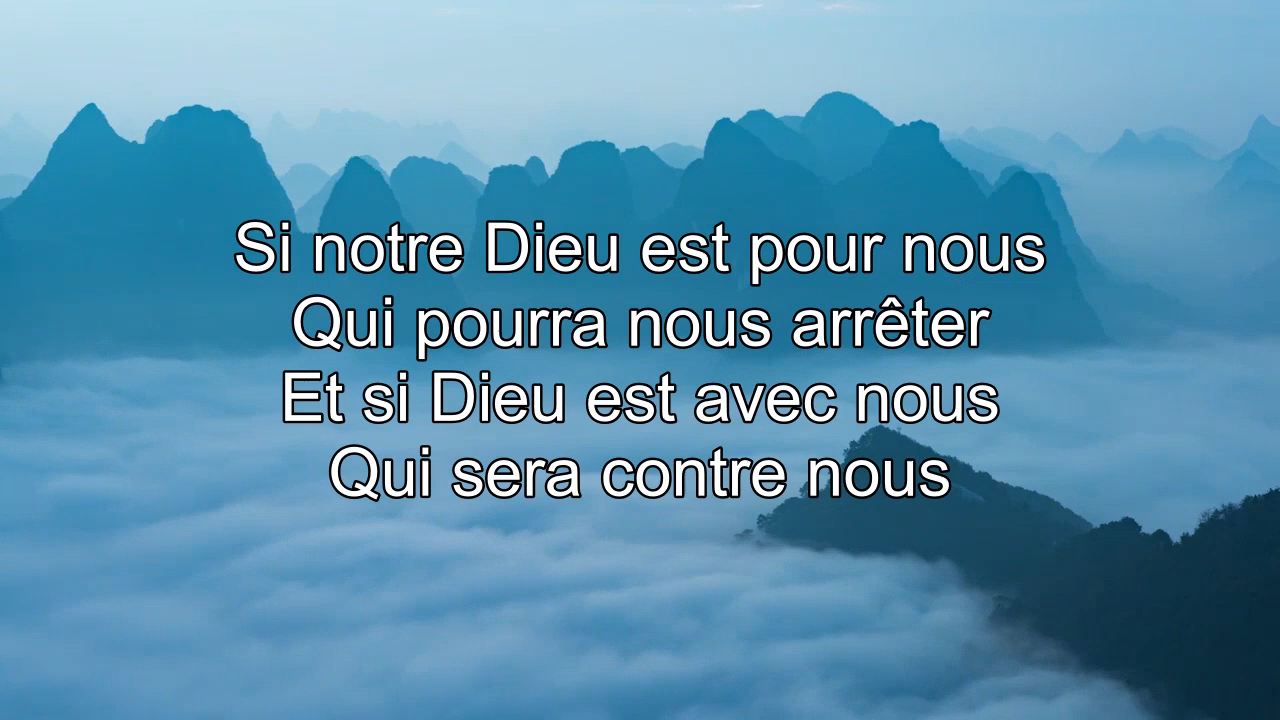 Si notre Dieu est pour nous
Qui pourra nous arrêter
Et si Dieu est avec nous
Qui sera contre nous